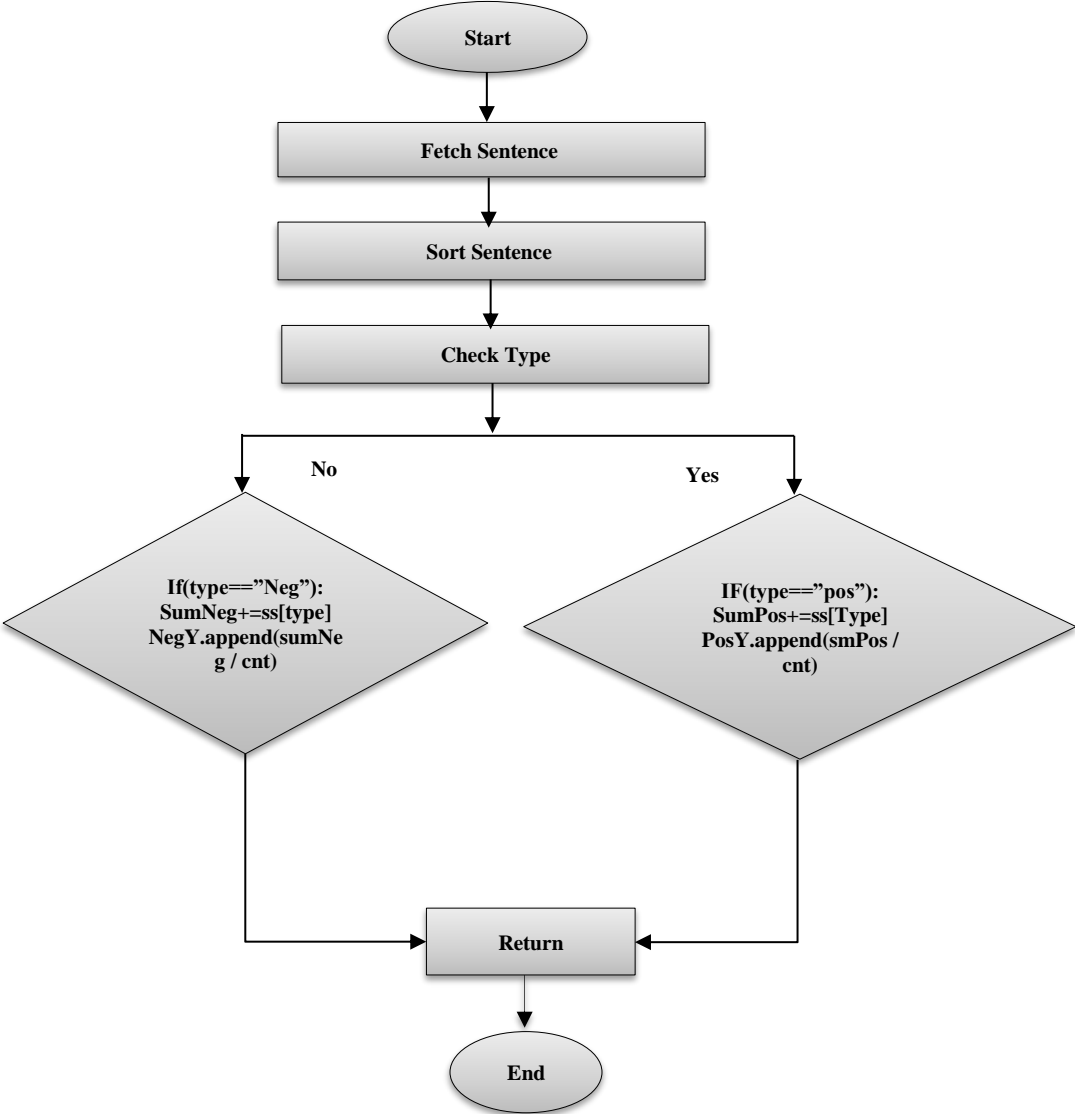 Start
Fetch Sentence
Sort Sentence
Check Type
No
Yes
If(type==”Neg”):
SumNeg+=ss[type]
NegY.append(sumNe
g / cnt)
IF(type==”pos”):
SumPos+=ss[Type]
PosY.append(smPos /
cnt)
Return
End